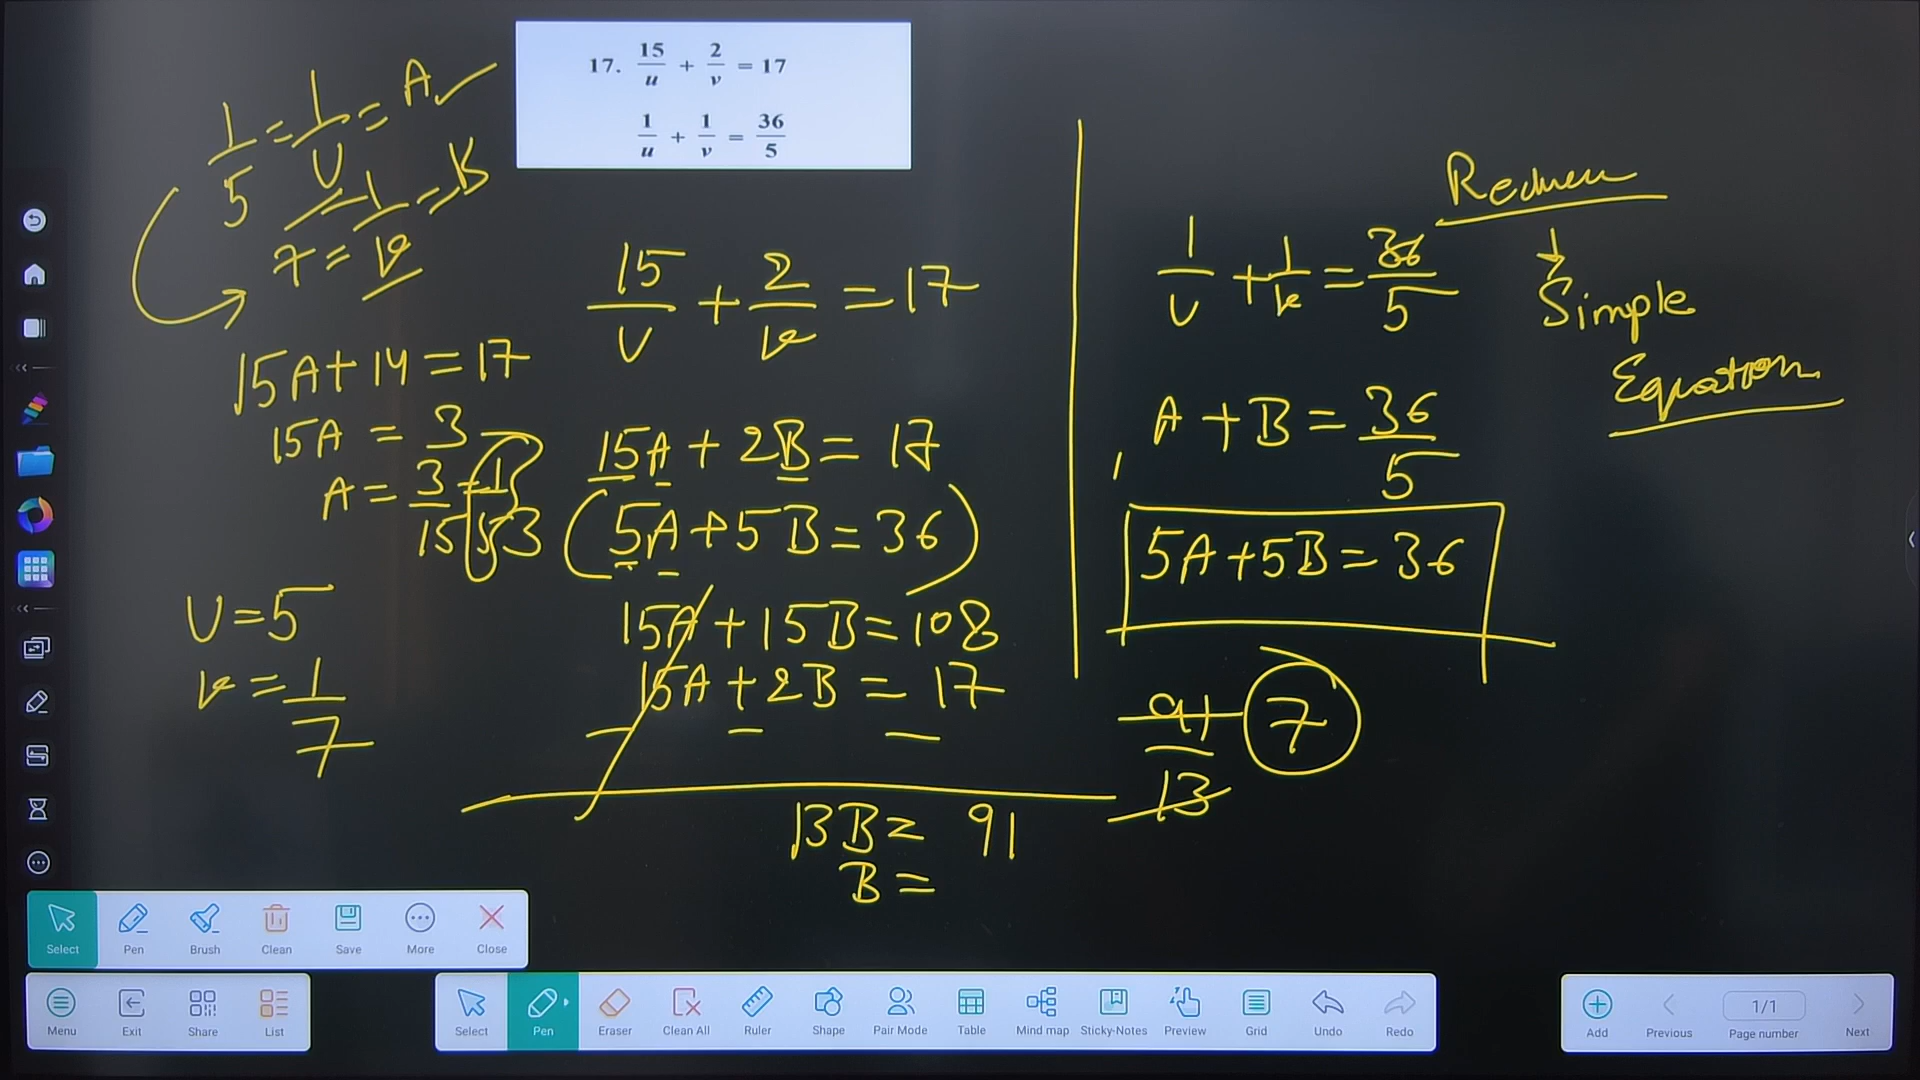 17. 15/u + 2/v = 17
1/u + 1/v = 36/5
1/5 = 1/U = A
7 = 1/v = B
15A + 14 = 17
15A = 3
A = 3/15 = 1/5
U = 5
v = 1/7
15/U + 2/v = 17
15A + 2B = 17
(5A + 5B = 36)
15A + 15B = 108
15A + 2B = 17
— — —
13B = 91
B =
1/U + 1/v = 36/5
A + B = 36/5
5A + 5B = 36
91/13
7
Simple
Equation
Select Pen Brush Clean Save More Close
Menu Exit Share List
Select Pen Eraser Clean All Ruler Shape Pair Mode Table Mind map Sticky-Notes Preview Grid Undo Redo
Add Previous 1/1 Page number Next